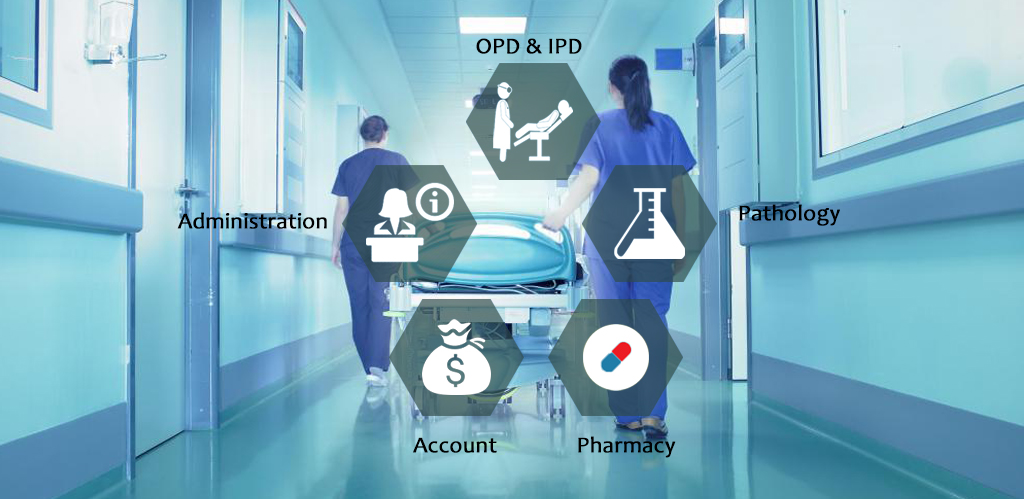 OPD & IPD
Administration
Pathology
Account
Pharmacy